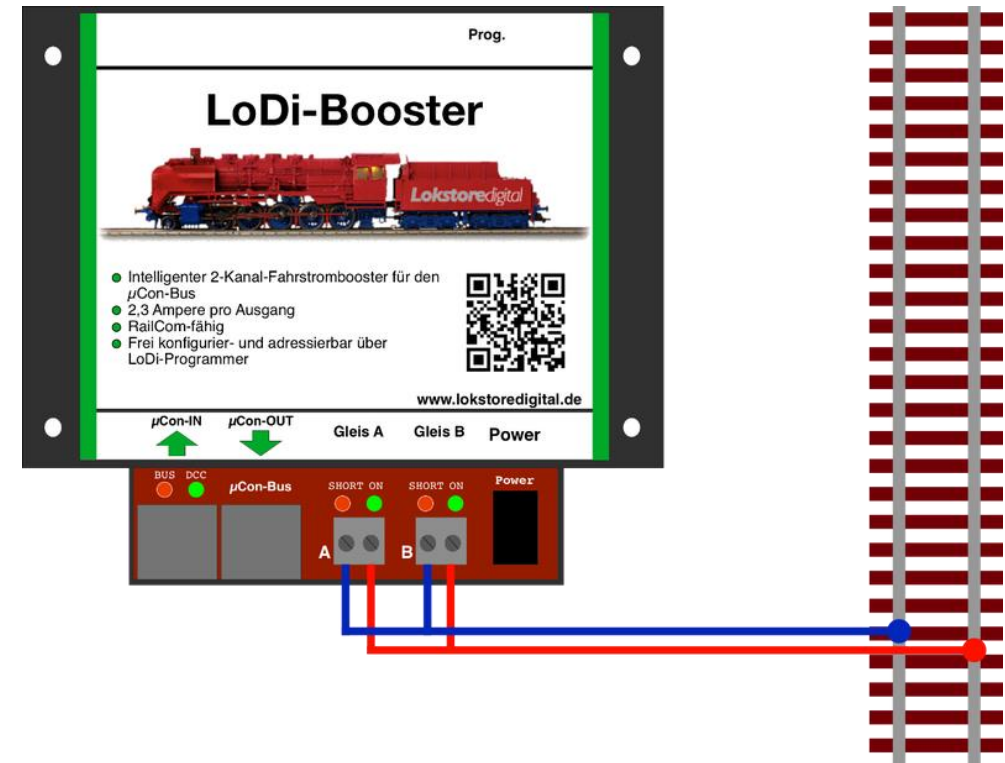 Prog.
LoDi-Booster
Lokstoredigital
Intelligenter 2-Kanal-Fahrstrombooster für den
µCon-Bus
2,3 Ampere pro Ausgang
RailCom-fähig
Frei konfigurier- und adressierbar über
LoDi-Programmer
www.lokstoredigital.de
µCon-IN µCon-OUT Gleis A Gleis B Power
BUS DCC µCon-Bus SHORT ON SHORT ON Power
A B